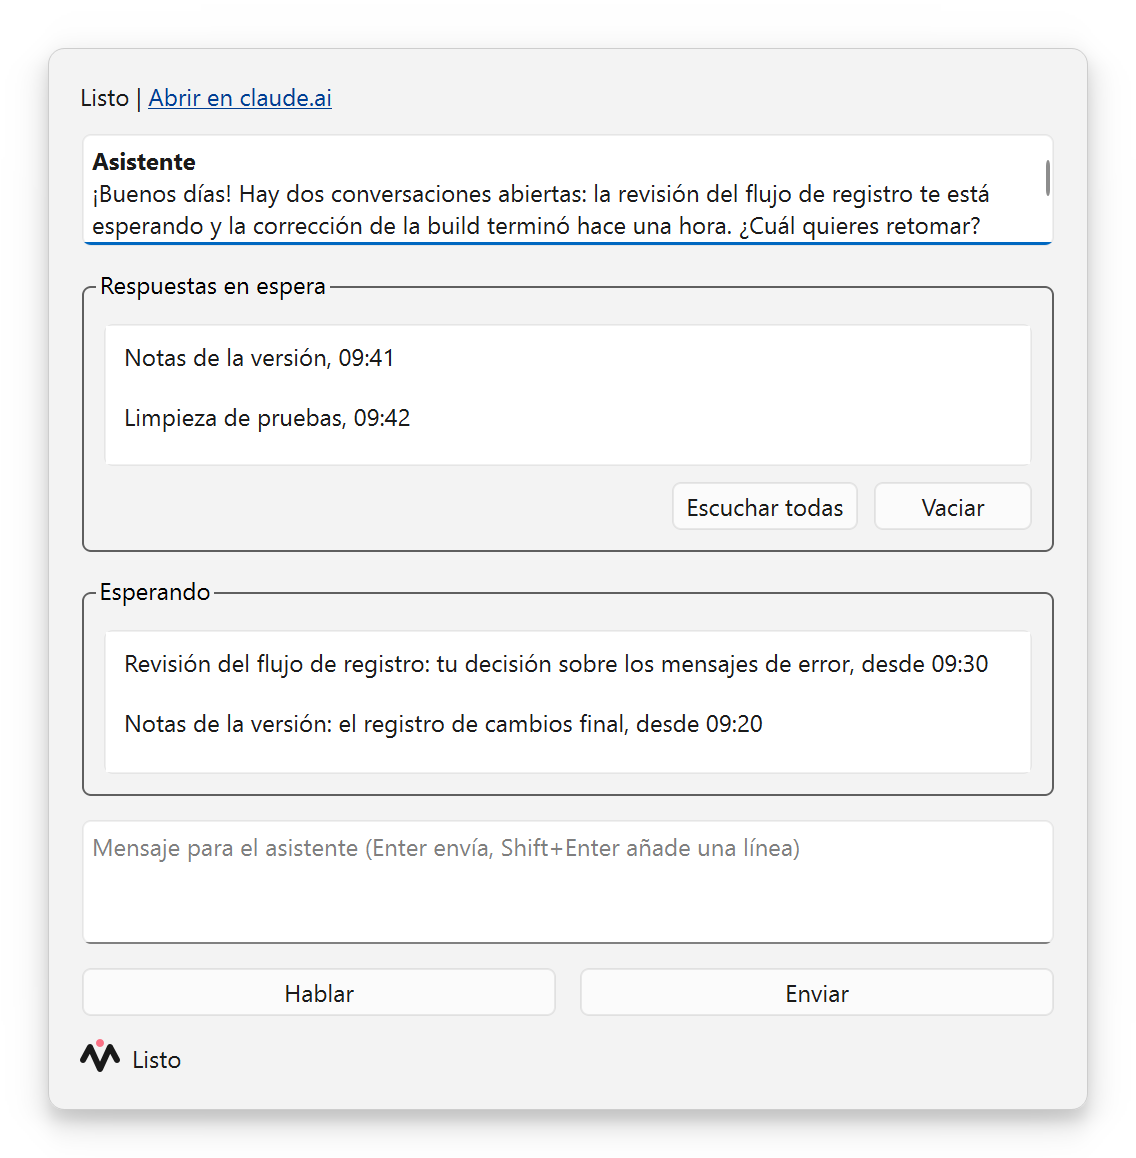 Listo | Abrir en claude.ai
Asistente
¡Buenos días! Hay dos conversaciones abiertas: la revisión del flujo de registro te está
esperando y la corrección de la build terminó hace una hora. ¿Cuál quieres retomar?
Respuestas en espera
Notas de la versión, 09:41
Limpieza de pruebas, 09:42
Escuchar todas
Vaciar
Esperando
Revisión del flujo de registro: tu decisión sobre los mensajes de error, desde 09:30
Notas de la versión: el registro de cambios final, desde 09:20
Mensaje para el asistente (Enter envía, Shift+Enter añade una línea)
Hablar
Enviar
Listo